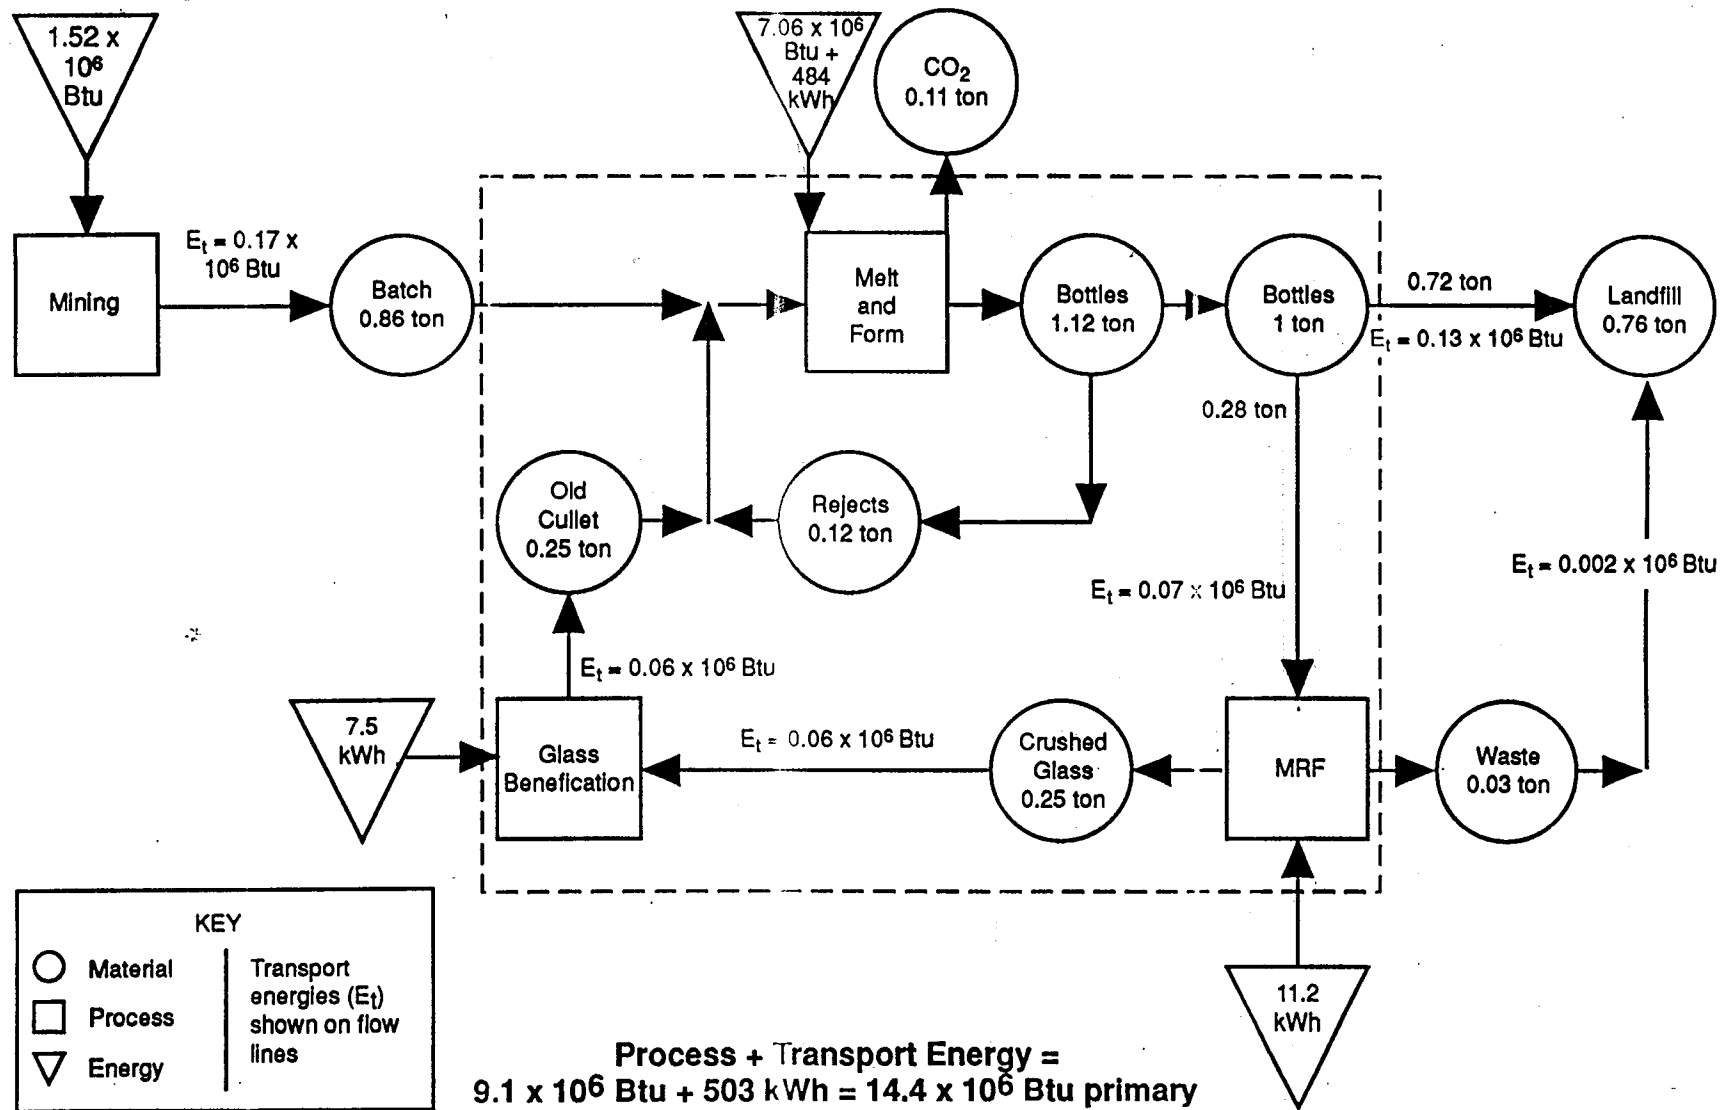 1.52 x
10⁶
Btu
7.06 x 10⁶
Btu +
484
kWh
CO₂
0.11 ton
Mining
Eₜ = 0.17 x
10⁶ Btu
Batch
0.86 ton
Melt
and
Form
Bottles
1.12 ton
Bottles
1 ton
0.72 ton
Eₜ = 0.13 x 10⁶ Btu
Landfill
0.76 ton
0.28 ton
Old
Cullet
0.25 ton
Rejects
0.12 ton
Eₜ = 0.07 x 10⁶ Btu
Eₜ = 0.002 x 10⁶ Btu
Eₜ = 0.06 x 10⁶ Btu
7.5
kWh
Glass
Benefication
Eₜ = 0.06 x 10⁶ Btu
Crushed
Glass
0.25 ton
MRF
Waste
0.03 ton
11.2
kWh
KEY
Material
Process
Energy
Transport
energies (Eₜ)
shown on flow
lines
Process + Transport Energy =
9.1 x 10⁶ Btu + 503 kWh = 14.4 x 10⁶ Btu primary